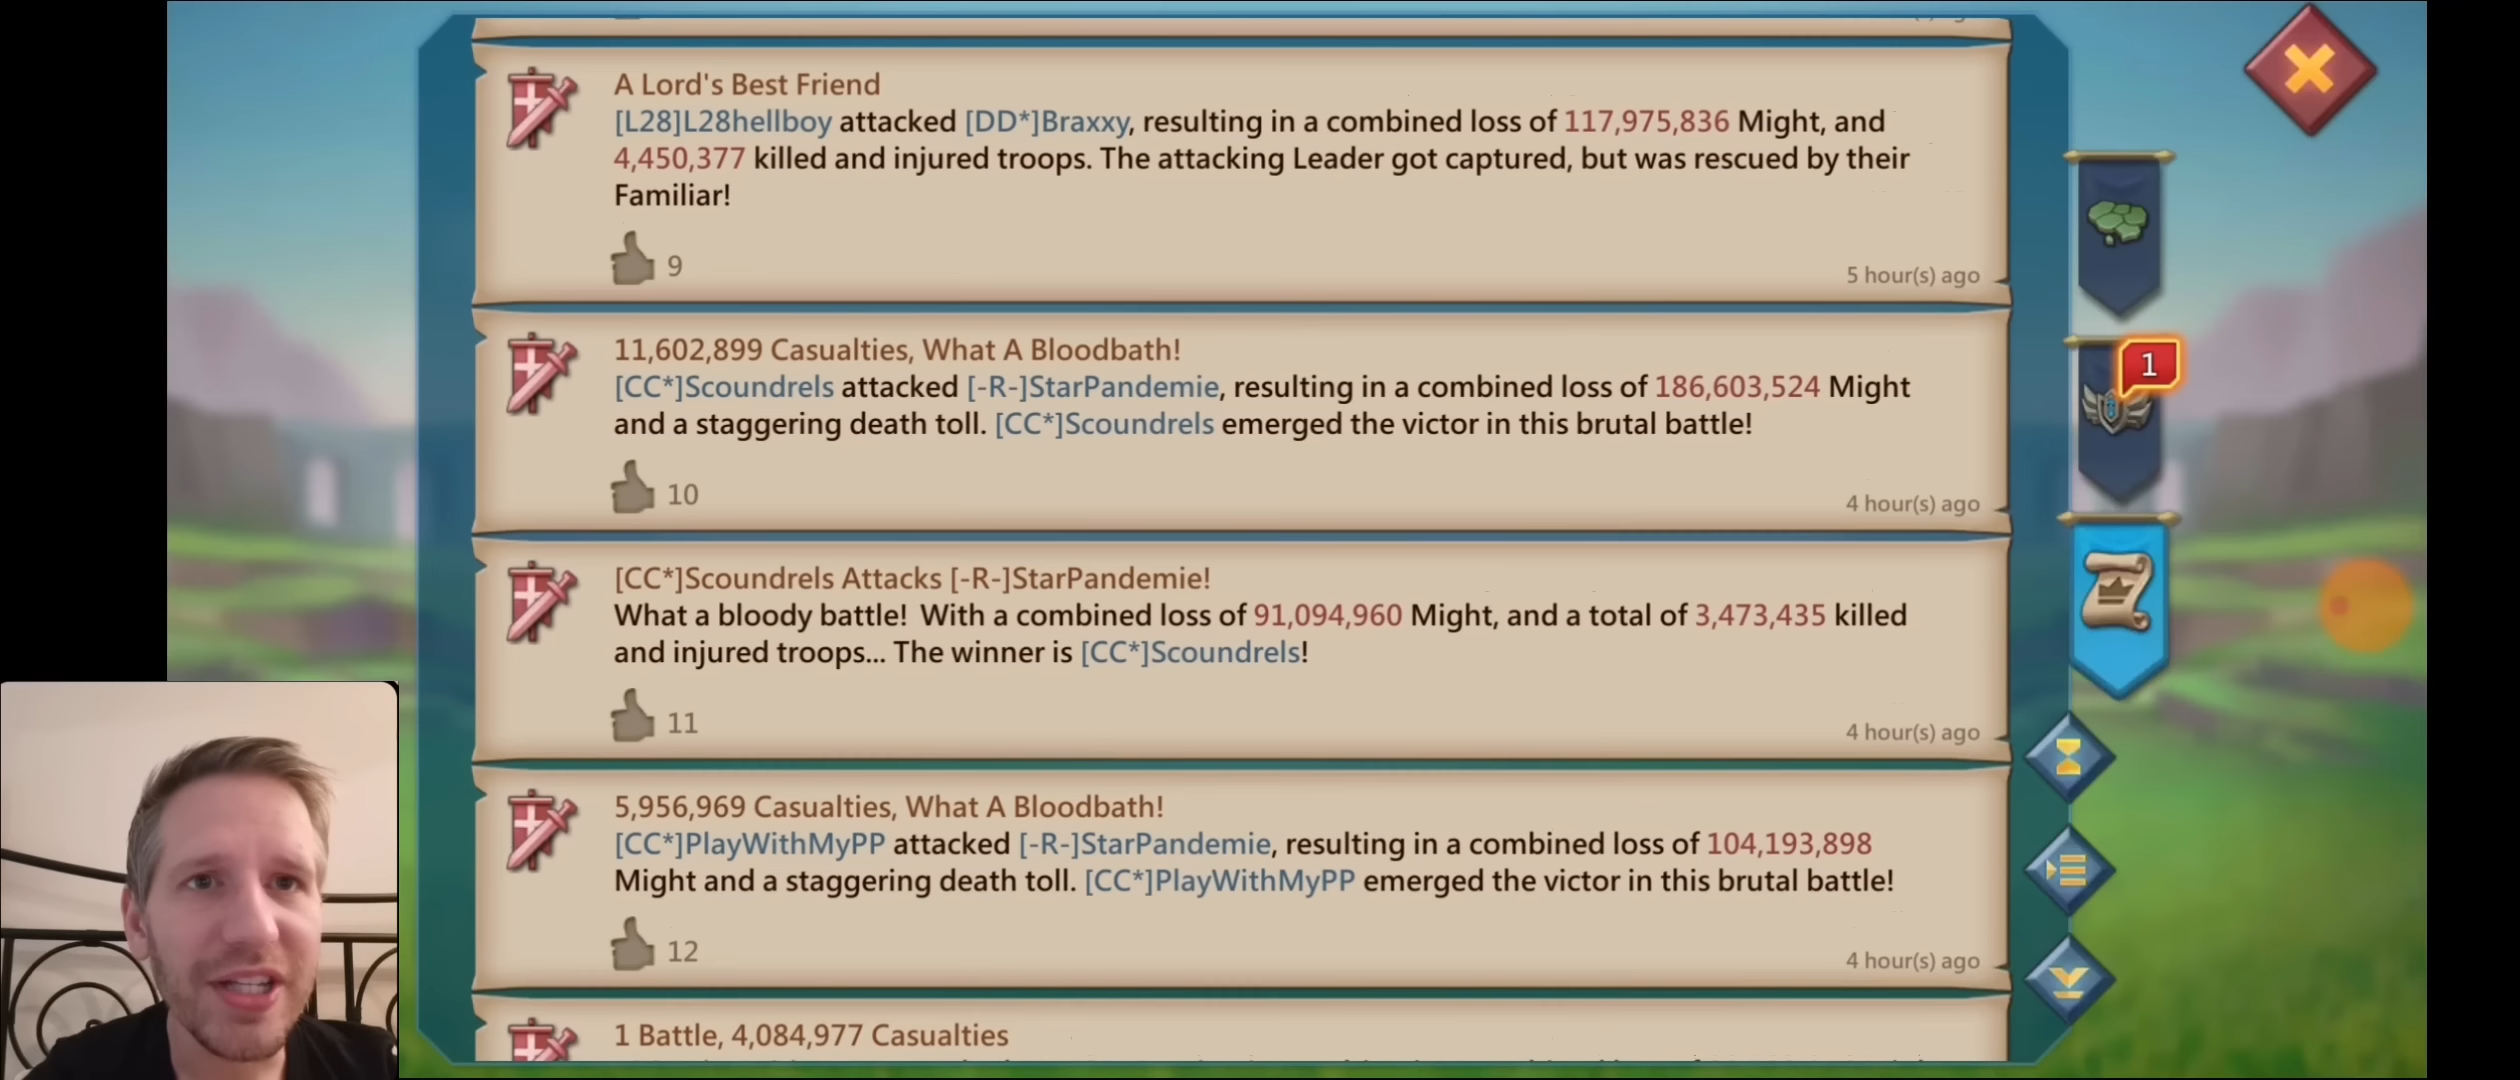 A Lord's Best Friend
[L28]L28hellboy attacked [DD*]Braxxy, resulting in a combined loss of 117,975,836 Might, and
4,450,377 killed and injured troops. The attacking Leader got captured, but was rescued by their
Familiar!
9
5 hour(s) ago
11,602,899 Casualties, What A Bloodbath!
[CC*]Scoundrels attacked [-R-]StarPandemie, resulting in a combined loss of 186,603,524 Might
and a staggering death toll. [CC*]Scoundrels emerged the victor in this brutal battle!
10
4 hour(s) ago
[CC*]Scoundrels Attacks [-R-]StarPandemie!
What a bloody battle! With a combined loss of 91,094,960 Might, and a total of 3,473,435 killed
and injured troops... The winner is [CC*]Scoundrels!
11
4 hour(s) ago
5,956,969 Casualties, What A Bloodbath!
[CC*]PlayWithMyPP attacked [-R-]StarPandemie, resulting in a combined loss of 104,193,898
Might and a staggering death toll. [CC*]PlayWithMyPP emerged the victor in this brutal battle!
12
4 hour(s) ago
1 Battle, 4,084,977 Casualties
1